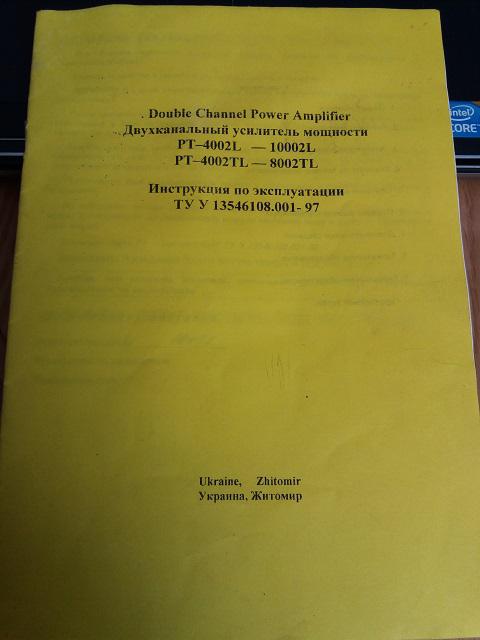 Double Channel Power Amplifier
Двухканальный усилитель мощности
PT–4002L — 10002L
PT–4002TL — 8002TL
Инструкция по эксплуатации
ТУ У 13546108.001- 97
Ukraine, Zhitomir
Украина, Житомир
intel
CORE